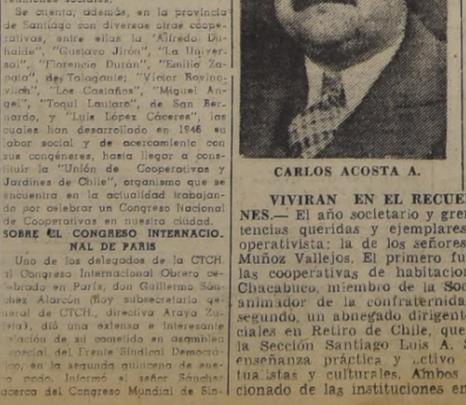 Se cuenta, además, en la provincia
de Santiago con diversas otras coope-
rativas, entre ellas la "Alfredo Du-
halde", "Gustavo Jirón", "La Univer-
sal", "Florencio Durán", "Emilio Za-
pata", de Talagante; "Víctor Rovino-
vitch", "Los Castaños", "Miguel An-
gel", "Toqui Lautaro", de San Ber-
nardo, y "Luis López Cáceres", las
cuales han desarrollado en 1946 su
labor social y de acercamiento con
sus congéneres, hasta llegar a cons-
tituir la "Unión de Cooperativas y
Jardines de Chile", organismo que se
encuentra en la actualidad trabajan-
do por celebrar un Congreso Nacional
de Cooperativas en nuestra ciudad.
SOBRE EL CONGRESO INTERNACIO-
NAL DE PARIS
Uno de los delegados de la CTCH.
al Congreso Internacional Obrero ce-
lebrado en París, don Guillermo Sán-
chez Alarcón (hoy subsecretario ge-
neral de CTCH., directiva Araya Zu-
leta), dió una extensa e interesante
relación de su cometido en asamblea
especial del Frente Sindical Democrá-
tico, en la segunda quincena de
Informó el señor Sánchez
acerca del Congreso Mundial de Sin-
CARLOS ACOSTA A.
VIVIRAN EN EL RECUE
NES.— El año societario y gre
tencias queridas y ejemplares
operativista: la de los señores
Muñoz Vallejos. El primero fu
las cooperativas de habitacion
Chacabuco, miembro de la Soc
animador de la confraternida
segundo, un abnegado dirigent
ciales en Retiro de Chile, que
la Sección Santiago Luis A. S
enseñanza práctica y activo
tualistas y culturales. Ambos
cionado de las instituciones en